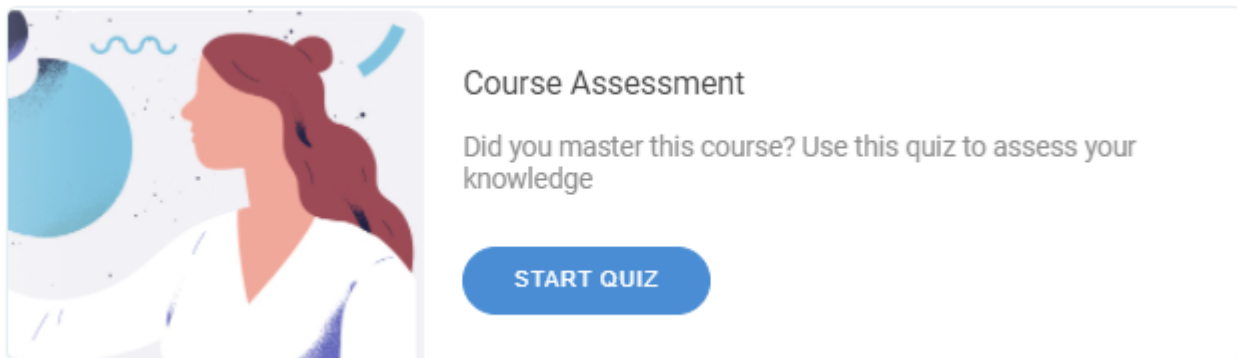 Course Assessment
Did you master this course? Use this quiz to assess your
knowledge
START QUIZ